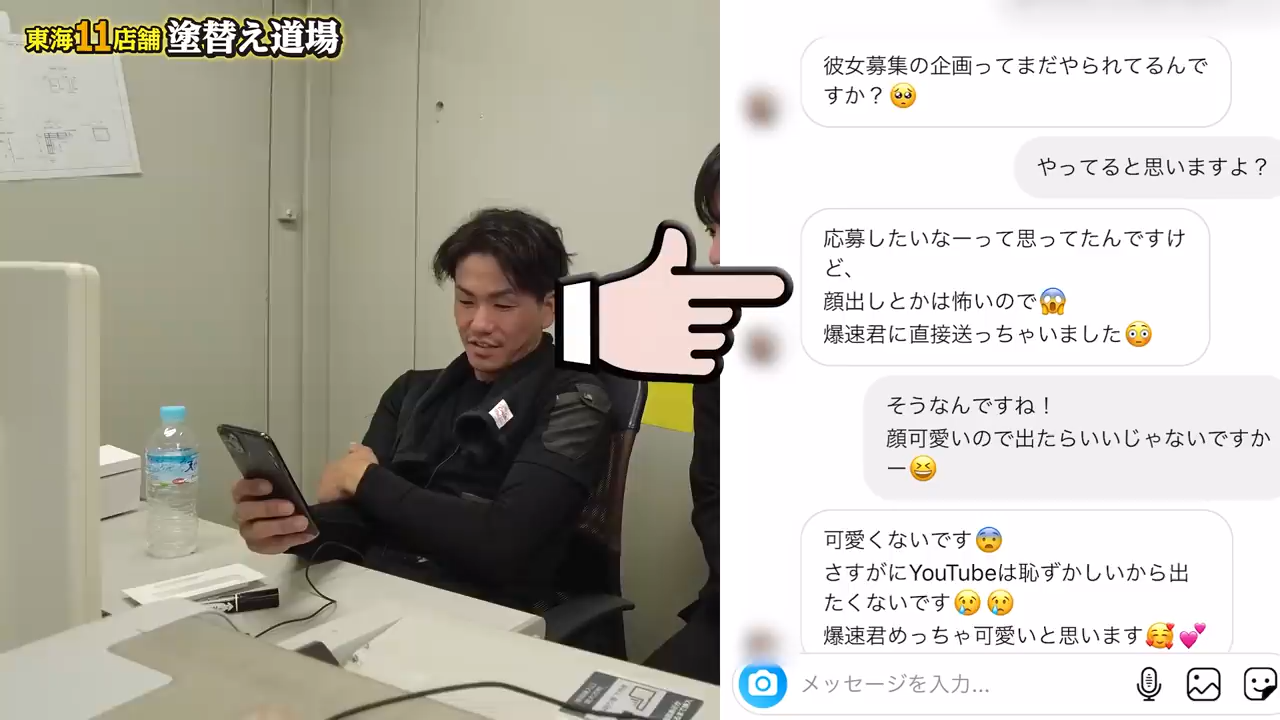 東海11店舗 塗替え道場
彼女募集の企画ってまだやられてるんで
すか？🥺
やってると思いますよ？
応募したいなーって思ってたんですけ
ど、
顔出しとかは怖いので😱
爆速君に直接送っちゃいました😳
そうなんですね！
顔可愛いので出たらいいじゃないですか
ー😆
可愛くないです😨
さすがにYouTubeは恥ずかしいから出
たくないです😢😢
爆速君めっちゃ可愛いと思います🥰💕
メッセージを入力...